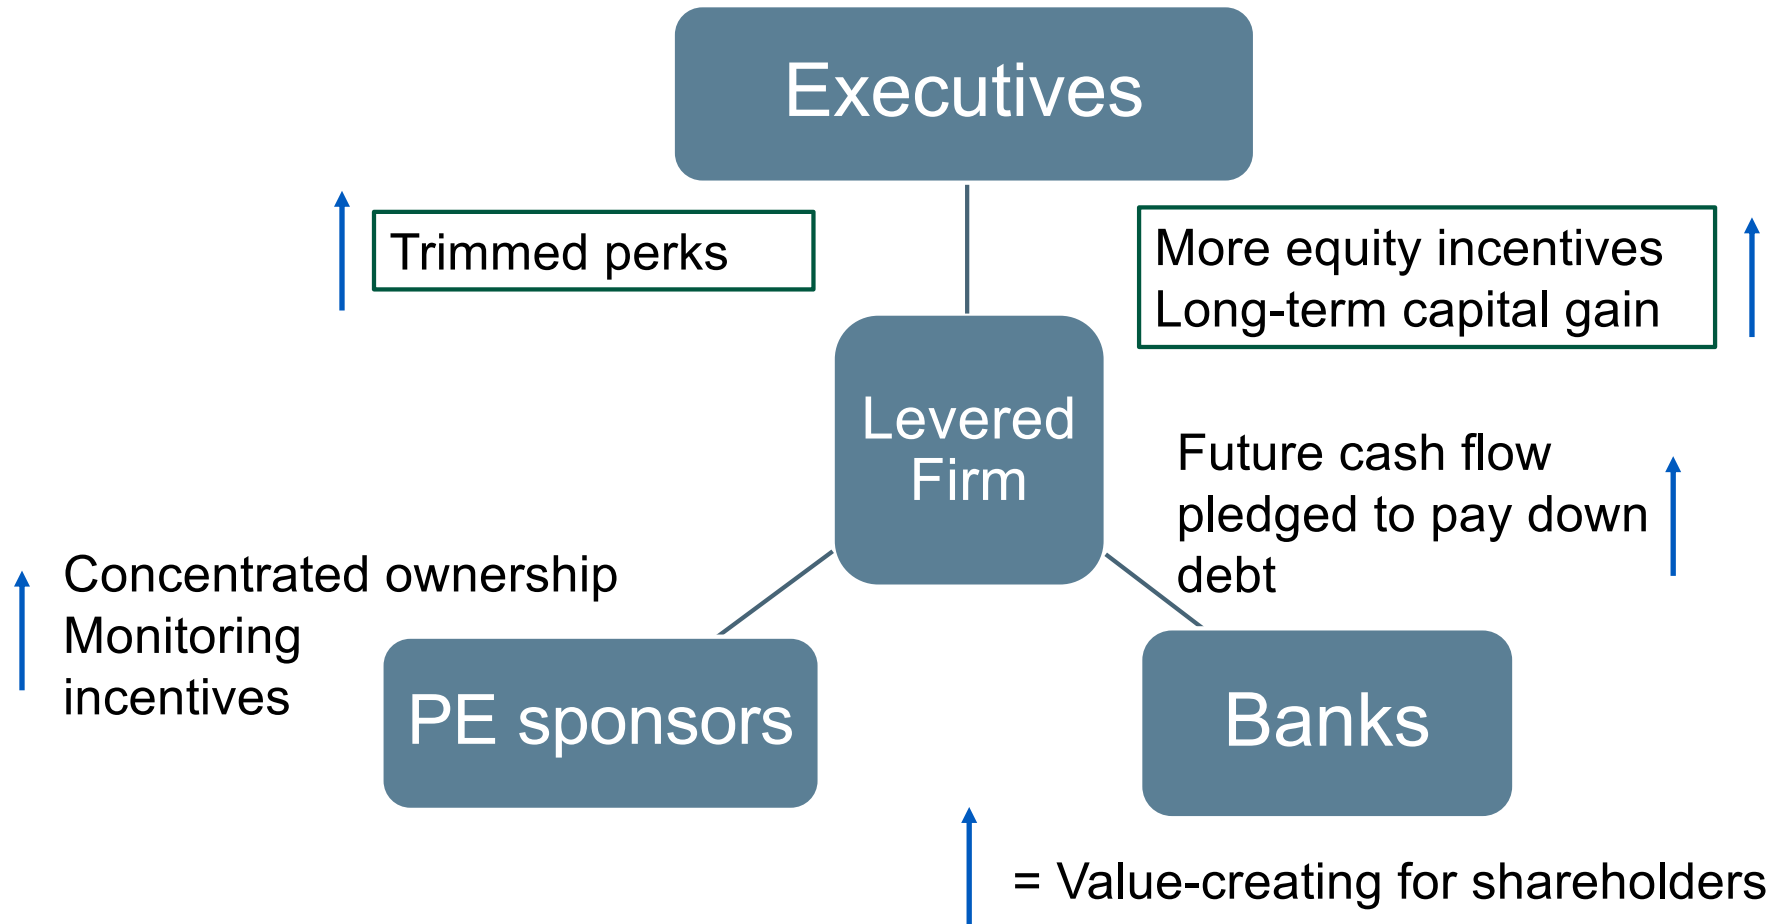 Executives
Trimmed perks
More equity incentives
Long-term capital gain
Levered
Firm
Future cash flow
pledged to pay down
debt
Concentrated ownership
Monitoring
incentives
PE sponsors
Banks
= Value-creating for shareholders